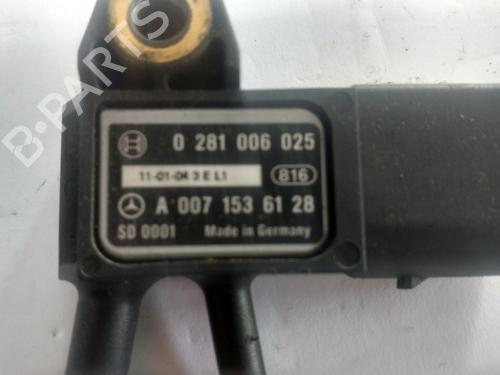 B-PARTS
0 281 006 025
11-01-04 3 E L1
816
A 007 153 61 28
SD 0001 Made in Germany